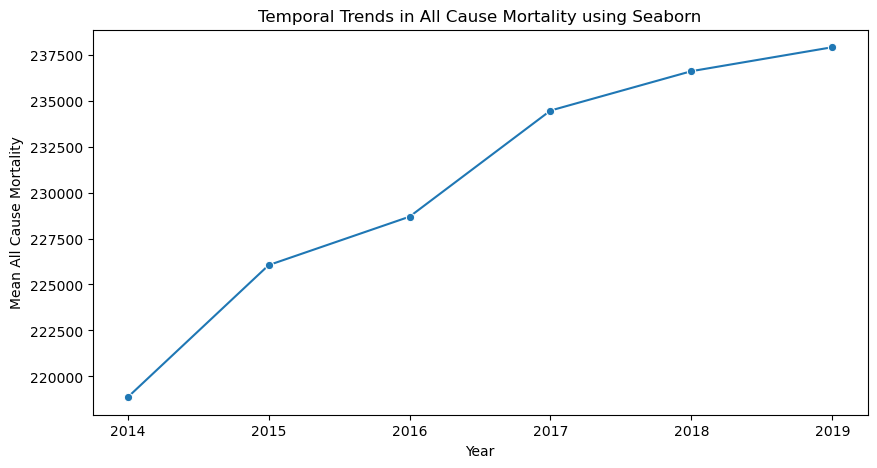 Temporal Trends in All Cause Mortality using Seaborn
237500
235000
232500
230000
227500
225000
222500
220000
Mean All Cause Mortality
2014 2015 2016 2017 2018 2019
Year